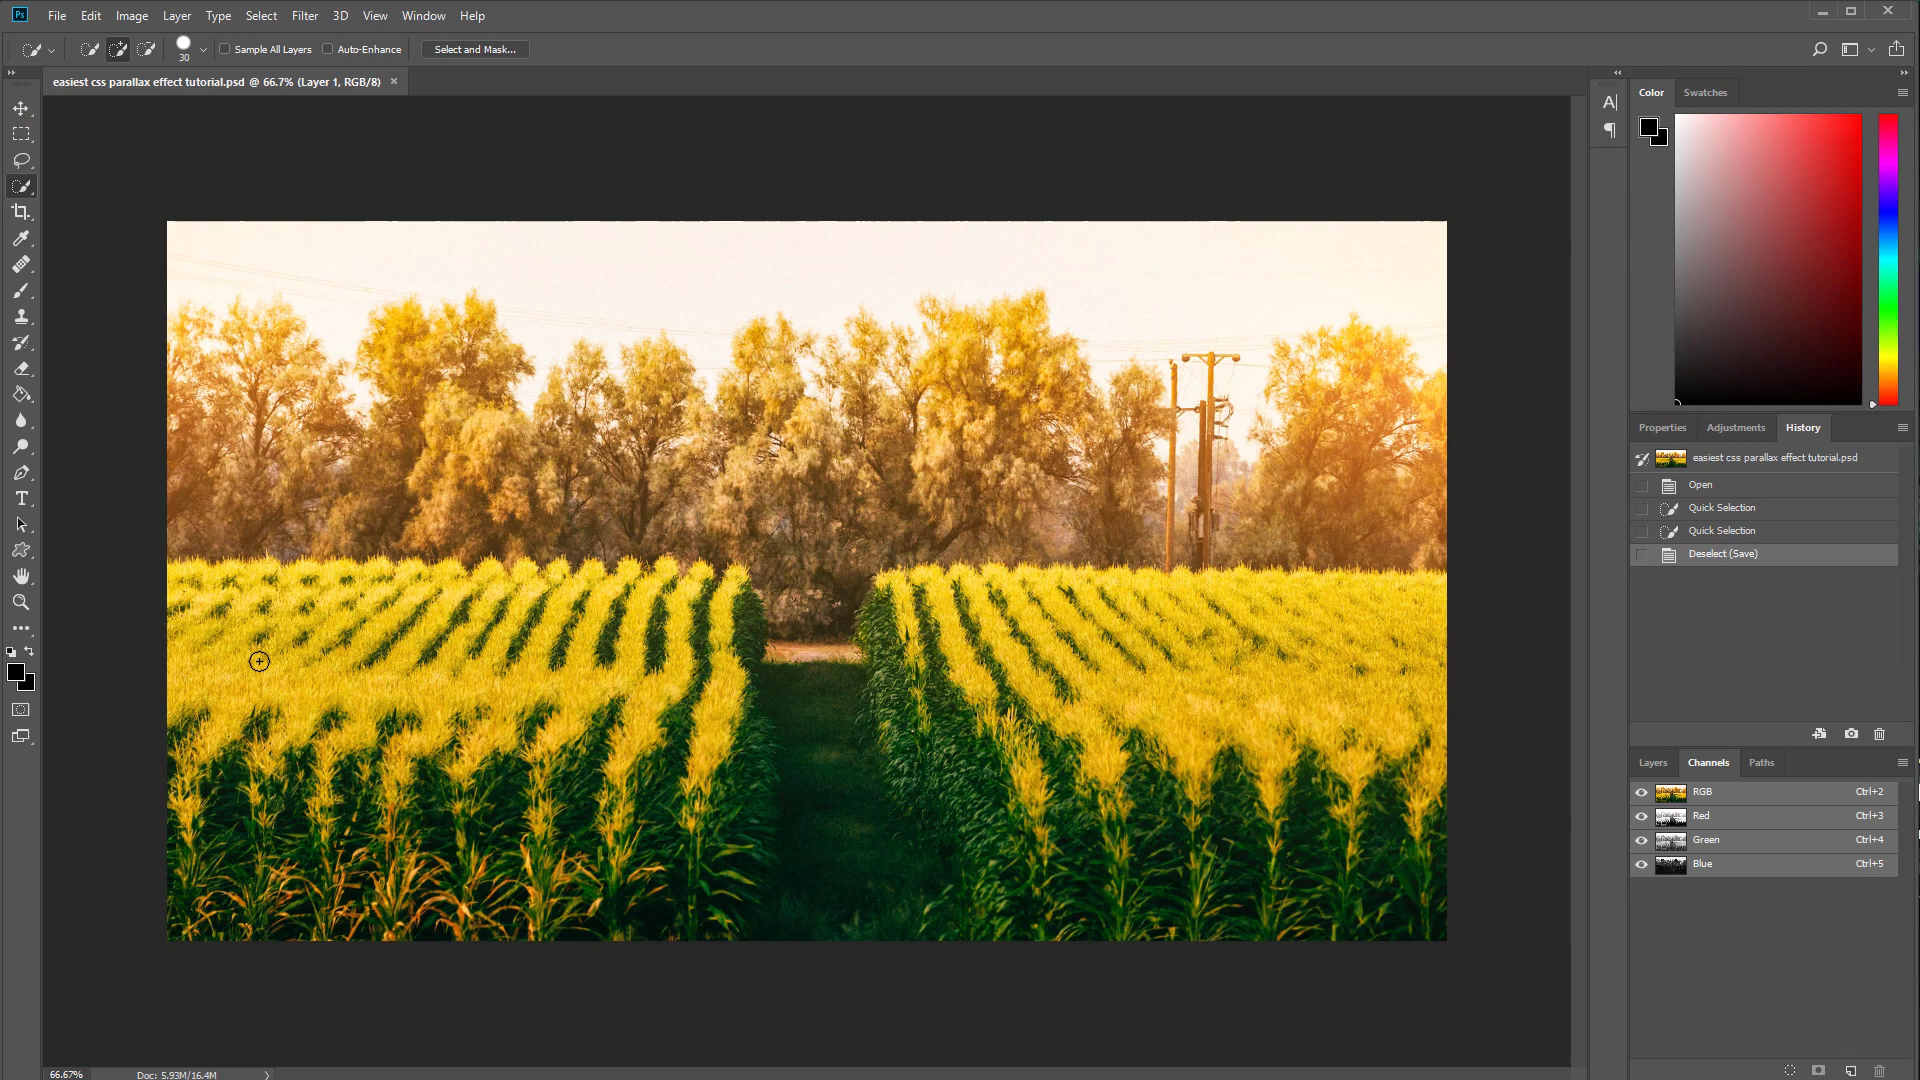 Ps File Edit Image Layer Type Select Filter 3D View Window Help
30 Sample All Layers Auto-Enhance Select and Mask...
easiest css parallax effect tutorial.psd @ 66.7% (Layer 1, RGB/8)
Color Swatches
Properties Adjustments History
easiest css parallax effect tutorial.psd
Open
Quick Selection
Quick Selection
Deselect (Save)
Layers Channels Paths
RGB Ctrl+2
Red Ctrl+3
Green Ctrl+4
Blue Ctrl+5
66.67% Doc: 5.93M/16.4M